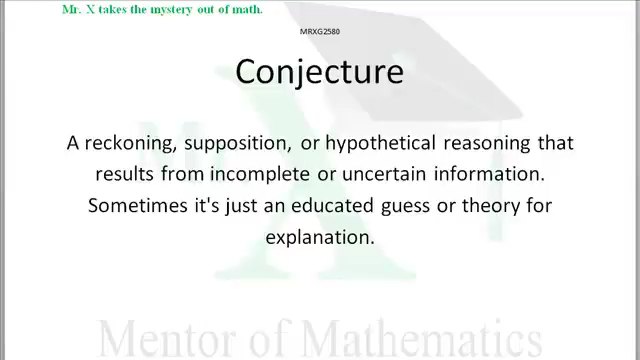 Mr. X takes the mystery out of math.
MRXG2580
Conjecture
A reckoning, supposition, or hypothetical reasoning that
results from incomplete or uncertain information.
Sometimes it's just an educated guess or theory for
explanation.
Mr. X
Mentor of Mathematics